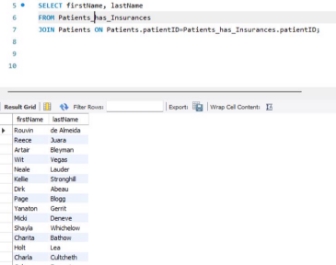 5 SELECT firstName, lastName
6 FROM Patients_has_Insurances
7 JOIN Patients ON Patients.patientID=Patients_has_Insurances.patientID;
8
9
10
Result Grid Filter Rows: Export: Wrap Cell Content:
firstName lastName
Rouvin de Almeida
Reece Juara
Artair Bleyman
Wit Vegas
Neale Lauder
Kellie Stronghill
Dirk Abeau
Page Blogg
Yanaton Gerrit
Micki Deneve
Shayla Whichelow
Charita Bathow
Holt Lea
Charla Cultcheth